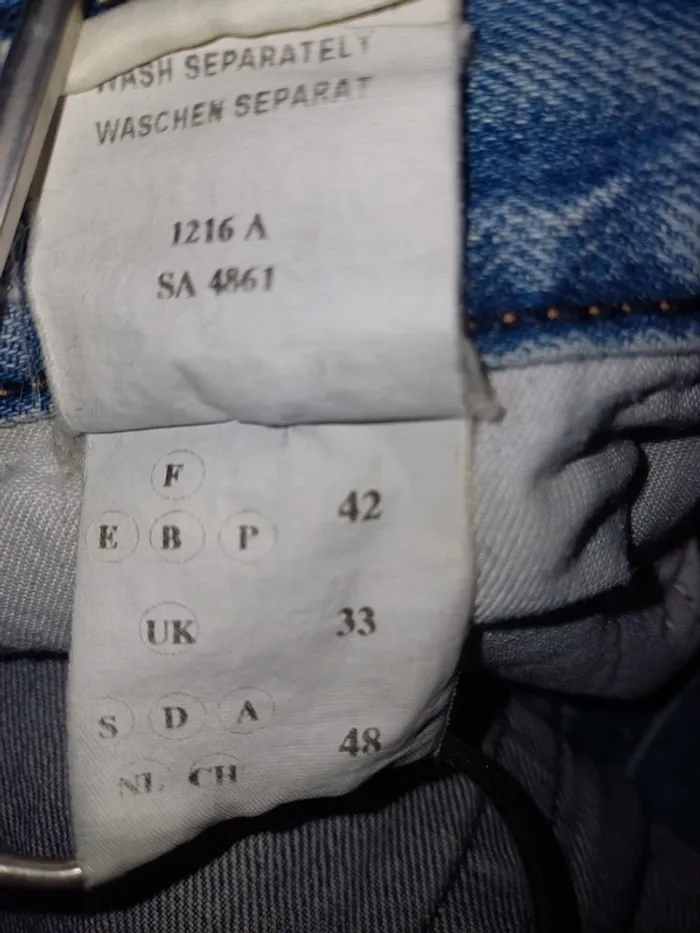 WASH SEPARATELY
WASCHEN SEPARAT
1216 A
SA 4861
F
E B P 42
UK 33
S D A
NL CH 48